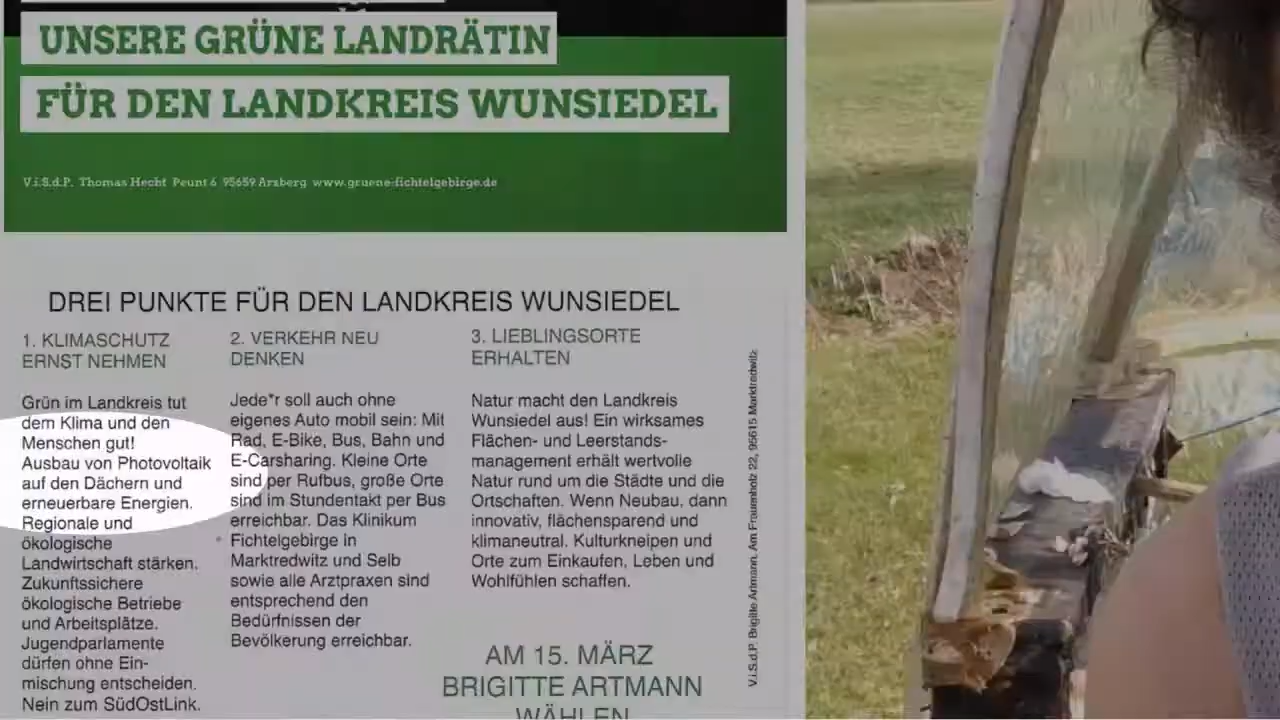 UNSERE GRÜNE LANDRÄTIN
FÜR DEN LANDKREIS WUNSIEDEL
V.i.S.d.P. Thomas Hecht Peunt 6 95659 Arzberg www.gruene-fichtelgebirge.de
DREI PUNKTE FÜR DEN LANDKREIS WUNSIEDEL
1. KLIMASCHUTZ
ERNST NEHMEN
Grün im Landkreis tut
dem Klima und den
Menschen gut!
Ausbau von Photovoltaik
auf den Dächern und
erneuerbare Energien.
Regionale und
ökologische
Landwirtschaft stärken.
Zukunftssichere
ökologische Betriebe
und Arbeitsplätze.
Jugendparlamente
dürfen ohne Ein-
mischung entscheiden.
Nein zum SüdOstLink.
2. VERKEHR NEU
DENKEN
Jede*r soll auch ohne
eigenes Auto mobil sein: Mit
Rad, E-Bike, Bus, Bahn und
E-Carsharing. Kleine Orte
sind per Rufbus, große Orte
sind im Stundentakt per Bus
erreichbar. Das Klinikum
Fichtelgebirge in
Marktredwitz und Selb
sowie alle Arztpraxen sind
entsprechend den
Bedürfnissen der
Bevölkerung erreichbar.
3. LIEBLINGSORTE
ERHALTEN
Natur macht den Landkreis
Wunsiedel aus! Ein wirksames
Flächen- und Leerstands-
management erhält wertvolle
Natur rund um die Städte und die
Ortschaften. Wenn Neubau, dann
innovativ, flächensparend und
klimaneutral. Kulturkneipen und
Orte zum Einkaufen, Leben und
Wohlfühlen schaffen.
AM 15. MÄRZ
BRIGITTE ARTMANN
WÄHLEN
V.i.S.d.P. Brigitte Artmann, Am Frauenholz 22, 95615 Marktredwitz